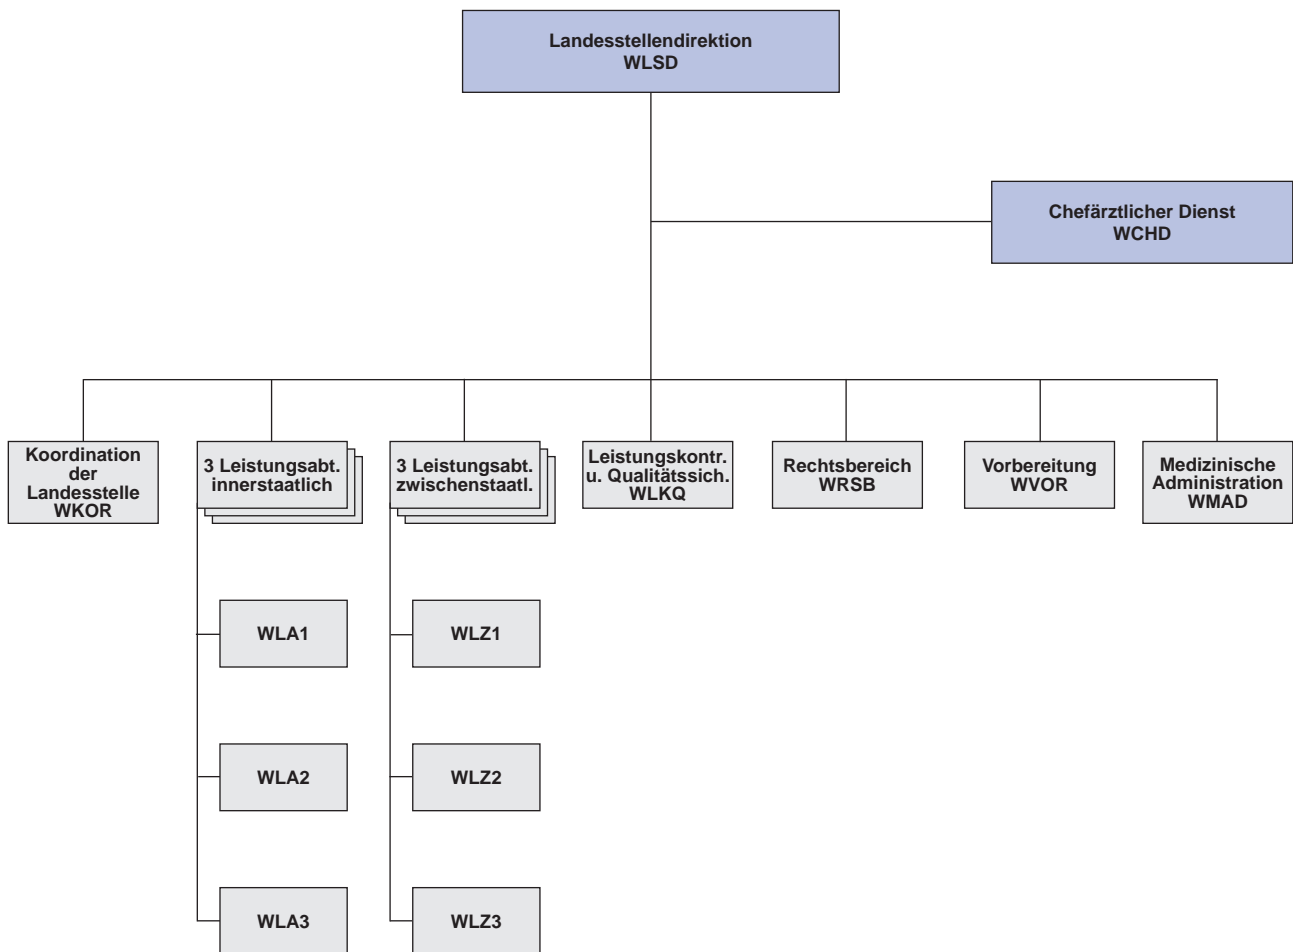 Landesstellendirektion
WLSD
Chefärztlicher Dienst
WCHD
Koordination
der
Landesstelle
WKOR
3 Leistungsabt.
innerstaatlich
3 Leistungsabt.
zwischenstaatl.
Leistungskontr.
u. Qualitätssich.
WLKQ
Rechtsbereich
WRSB
Vorbereitung
WVOR
Medizinische
Administration
WMAD
WLA1
WLZ1
WLA2
WLZ2
WLA3
WLZ3